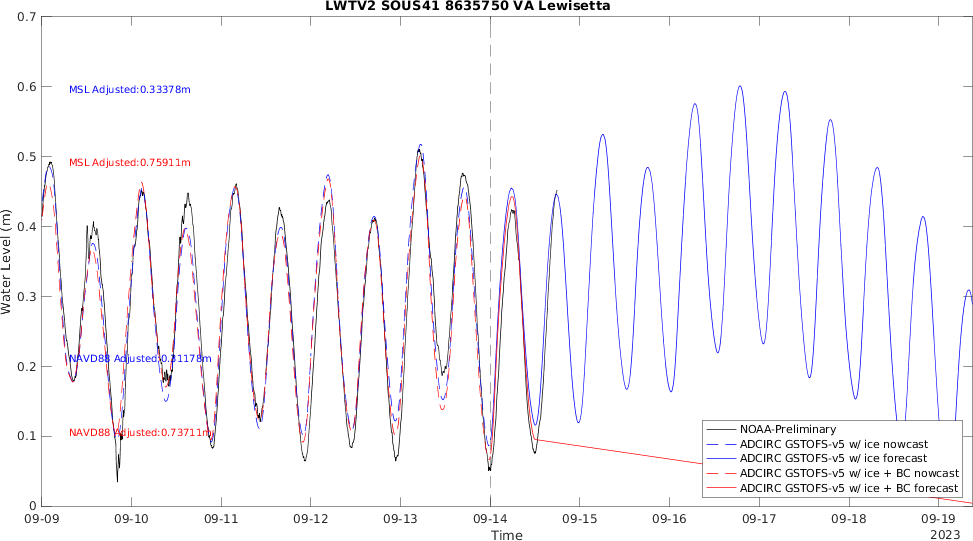 LWTV2 SOUS41 8635750 VA Lewisetta
0.7
0.6
0.5
0.4
0.3
0.2
0.1
0
Water Level (m)
MSL Adjusted:0.33378m
MSL Adjusted:0.75911m
NAVD88 Adjusted:0.31178m
NAVD88 Adjusted:0.73711m
NOAA-Preliminary
ADCIRC GSTOFS-v5 w/ ice nowcast
ADCIRC GSTOFS-v5 w/ ice forecast
ADCIRC GSTOFS-v5 w/ ice + BC nowcast
ADCIRC GSTOFS-v5 w/ ice + BC forecast
09-09 09-10 09-11 09-12 09-13 09-14 09-15 09-16 09-17 09-18 09-19
Time
2023